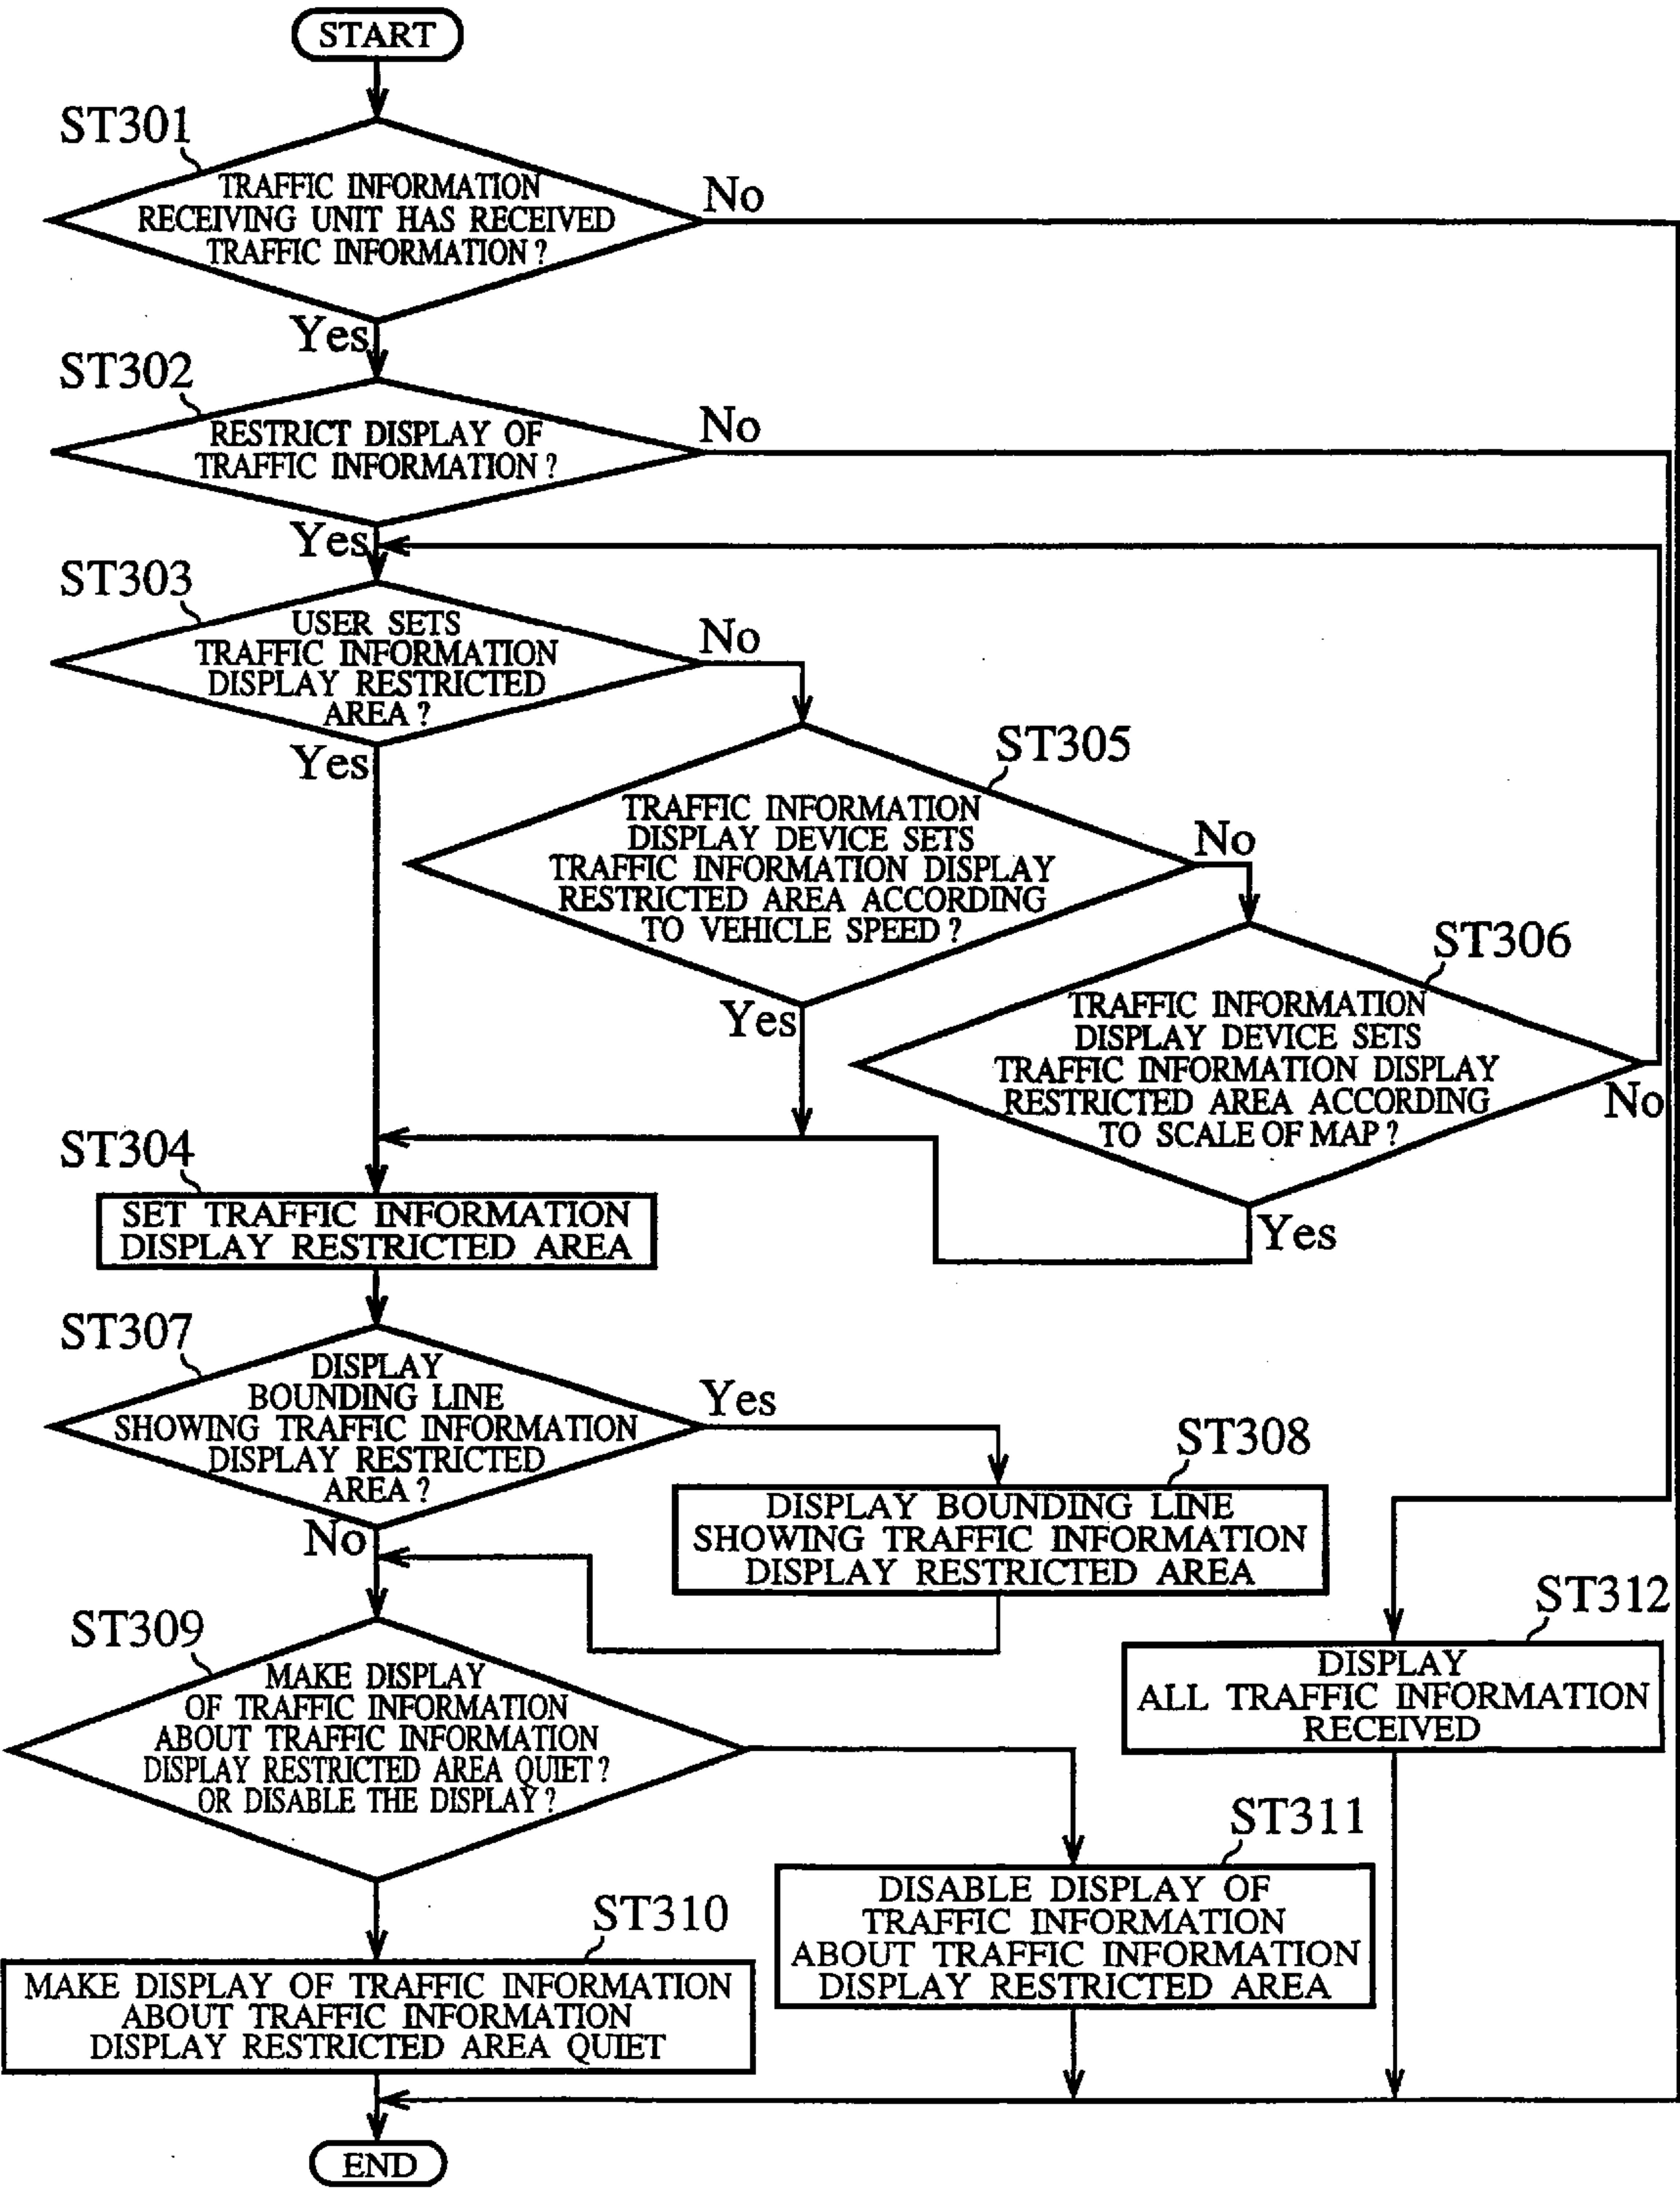 START
ST301
TRAFFIC INFORMATION
RECEIVING UNIT HAS RECEIVED
TRAFFIC INFORMATION?
No
Yes
ST302
RESTRICT DISPLAY OF
TRAFFIC INFORMATION?
No
Yes
ST303
USER SETS
TRAFFIC INFORMATION
DISPLAY RESTRICTED
AREA?
No
Yes
ST305
TRAFFIC INFORMATION
DISPLAY DEVICE SETS
TRAFFIC INFORMATION DISPLAY
RESTRICTED AREA ACCORDING
TO VEHICLE SPEED?
No
Yes
ST306
TRAFFIC INFORMATION
DISPLAY DEVICE SETS
TRAFFIC INFORMATION DISPLAY
RESTRICTED AREA ACCORDING
TO SCALE OF MAP?
No
Yes
ST304
SET TRAFFIC INFORMATION
DISPLAY RESTRICTED AREA
ST307
DISPLAY
BOUNDING LINE
SHOWING TRAFFIC INFORMATION
DISPLAY RESTRICTED
AREA?
Yes
No
ST308
DISPLAY BOUNDING LINE
SHOWING TRAFFIC INFORMATION
DISPLAY RESTRICTED AREA
ST312
DISPLAY
ALL TRAFFIC INFORMATION
RECEIVED
ST309
MAKE DISPLAY
OF TRAFFIC INFORMATION
ABOUT TRAFFIC INFORMATION
DISPLAY RESTRICTED AREA QUIET?
OR DISABLE THE DISPLAY?
ST311
DISABLE DISPLAY OF
TRAFFIC INFORMATION
ABOUT TRAFFIC INFORMATION
DISPLAY RESTRICTED AREA
ST310
MAKE DISPLAY OF TRAFFIC INFORMATION
ABOUT TRAFFIC INFORMATION
DISPLAY RESTRICTED AREA QUIET
END